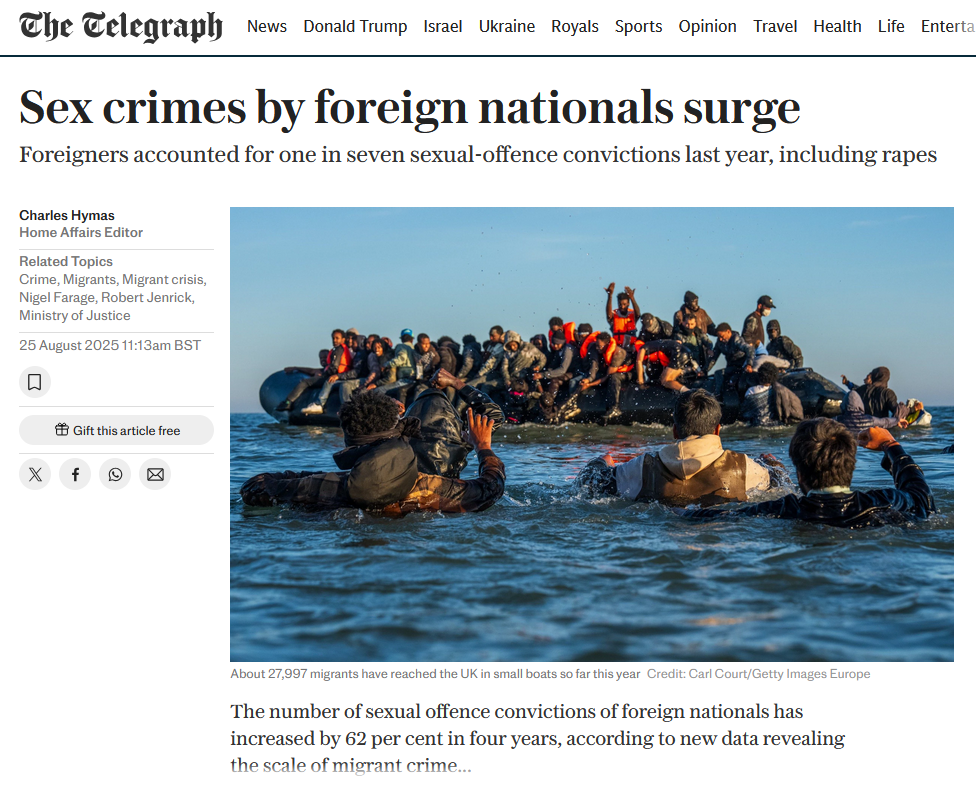 The Telegraph
News Donald Trump Israel Ukraine Royals Sports Opinion Travel Health Life Enterta
Sex crimes by foreign nationals surge
Foreigners accounted for one in seven sexual-offence convictions last year, including rapes
Charles Hymas
Home Affairs Editor
Related Topics
Crime, Migrants, Migrant crisis,
Nigel Farage, Robert Jenrick,
Ministry of Justice
25 August 2025 11:13am BST
Gift this article free
About 27,997 migrants have reached the UK in small boats so far this year Credit: Carl Court/Getty Images Europe
The number of sexual offence convictions of foreign nationals has
increased by 62 per cent in four years, according to new data revealing
the scale of migrant crime...